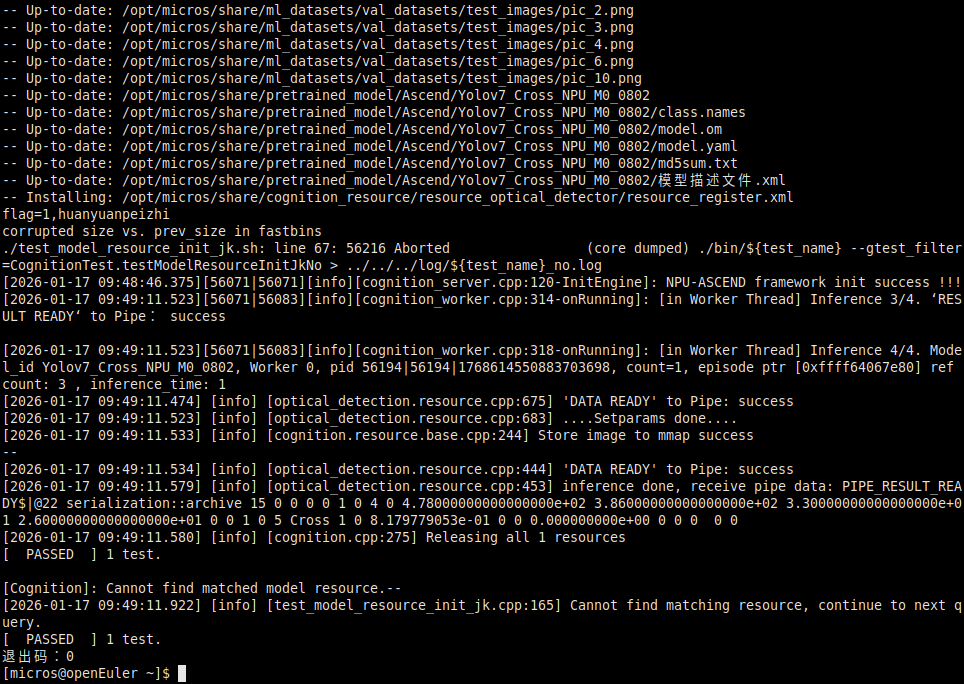 -- Up-to-date: /opt/micros/share/ml_datasets/val_datasets/test_images/pic_2.png
-- Up-to-date: /opt/micros/share/ml_datasets/val_datasets/test_images/pic_3.png
-- Up-to-date: /opt/micros/share/ml_datasets/val_datasets/test_images/pic_4.png
-- Up-to-date: /opt/micros/share/ml_datasets/val_datasets/test_images/pic_6.png
-- Up-to-date: /opt/micros/share/ml_datasets/val_datasets/test_images/pic_10.png
-- Up-to-date: /opt/micros/share/pretrained_model/Ascend/Yolov7_Cross_NPU_M0_0802
-- Up-to-date: /opt/micros/share/pretrained_model/Ascend/Yolov7_Cross_NPU_M0_0802/class.names
-- Up-to-date: /opt/micros/share/pretrained_model/Ascend/Yolov7_Cross_NPU_M0_0802/model.om
-- Up-to-date: /opt/micros/share/pretrained_model/Ascend/Yolov7_Cross_NPU_M0_0802/model.yaml
-- Up-to-date: /opt/micros/share/pretrained_model/Ascend/Yolov7_Cross_NPU_M0_0802/md5sum.txt
-- Up-to-date: /opt/micros/share/pretrained_model/Ascend/Yolov7_Cross_NPU_M0_0802/模型描述文件.xml
-- Installing: /opt/micros/share/cognition_resource/resource_optical_detector/resource_register.xml
flag=1,huanyuanpeizhi
corrupted size vs. prev_size in fastbins
./test_model_resource_init_jk.sh: line 67: 56216 Aborted                 (core dumped) ./bin/${test_name} --gtest_filter
=CognitionTest.testModelResourceInitJkNo > ../../../log/${test_name}_no.log
[2026-01-17 09:48:46.375][56071|56071][info][cognition_server.cpp:120-InitEngine]: NPU-ASCEND framework init success !!!
[2026-01-17 09:49:11.523][56071|56083][info][cognition_worker.cpp:314-onRunning]: [in Worker Thread] Inference 3/4. ‘RES
ULT READY‘ to Pipe： success
[2026-01-17 09:49:11.523][56071|56083][info][cognition_worker.cpp:318-onRunning]: [in Worker Thread] Inference 4/4. Mode
l_id Yolov7_Cross_NPU_M0_0802, Worker 0, pid 56194|56194|1768614550883703698, count=1, episode ptr [0xffff64067e80] ref
count: 3 , inference_time: 1
[2026-01-17 09:49:11.474] [info] [optical_detection.resource.cpp:675] 'DATA READY' to Pipe: success
[2026-01-17 09:49:11.523] [info] [optical_detection.resource.cpp:683] ....Setparams done....
[2026-01-17 09:49:11.533] [info] [cognition.resource.base.cpp:244] Store image to mmap success
--
[2026-01-17 09:49:11.534] [info] [optical_detection.resource.cpp:444] 'DATA READY' to Pipe: success
[2026-01-17 09:49:11.579] [info] [optical_detection.resource.cpp:453] inference done, receive pipe data: PIPE_RESULT_REA
DY$|@22 serialization::archive 15 0 0 0 0 1 0 4 0 4.78000000000000000e+02 3.86000000000000000e+02 3.30000000000000000e+0
1 2.60000000000000000e+01 0 0 1 0 5 Cross 1 0 8.179779053e-01 0 0 0.000000000e+00 0 0 0  0 0
[2026-01-17 09:49:11.580] [info] [cognition.cpp:275] Releasing all 1 resources
[  PASSED  ] 1 test.
[Cognition]: Cannot find matched model resource.--
[2026-01-17 09:49:11.922] [info] [test_model_resource_init_jk.cpp:165] Cannot find matching resource, continue to next q
uery.
[  PASSED  ] 1 test.
退出码：0
[micros@openEuler ~]$